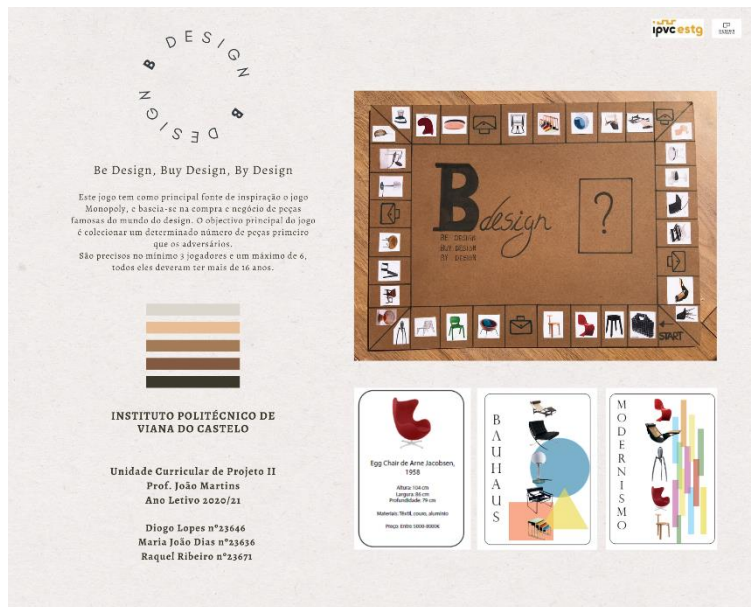 B DESIGN B DESIGN
Be Design, Buy Design, By Design
Este jogo tem como principal fonte de inspiração o jogo
Monopoly, e baseia-se na compra e negócio de peças
famosas do mundo do design. O objectivo principal do jogo
é colecionar um determinado número de peças primeiro
que os adversários.
São precisos no mínimo 3 jogadores e um máximo de 6,
todos eles deveram ter mais de 16 anos.
INSTITUTO POLITÉCNICO DE
VIANA DO CASTELO
Unidade Curricular de Projeto II
Prof. João Martins
Ano Letivo 2020/21
Diogo Lopes nº23646
Maria João Dias nº23636
Raquel Ribeiro nº23671
ipvc estg
B design
BE DESIGN
BUY DESIGN
BY DESIGN
?
START
Egg Chair de Arne Jacobsen,
1958
Altura: 104 cm
Largura: 86 cm
Profundidade: 79 cm
Materiais: Têxtil, couro, alumínio
Preço: Entre 5000-8000€
BAUHAUS
MODERNISMO